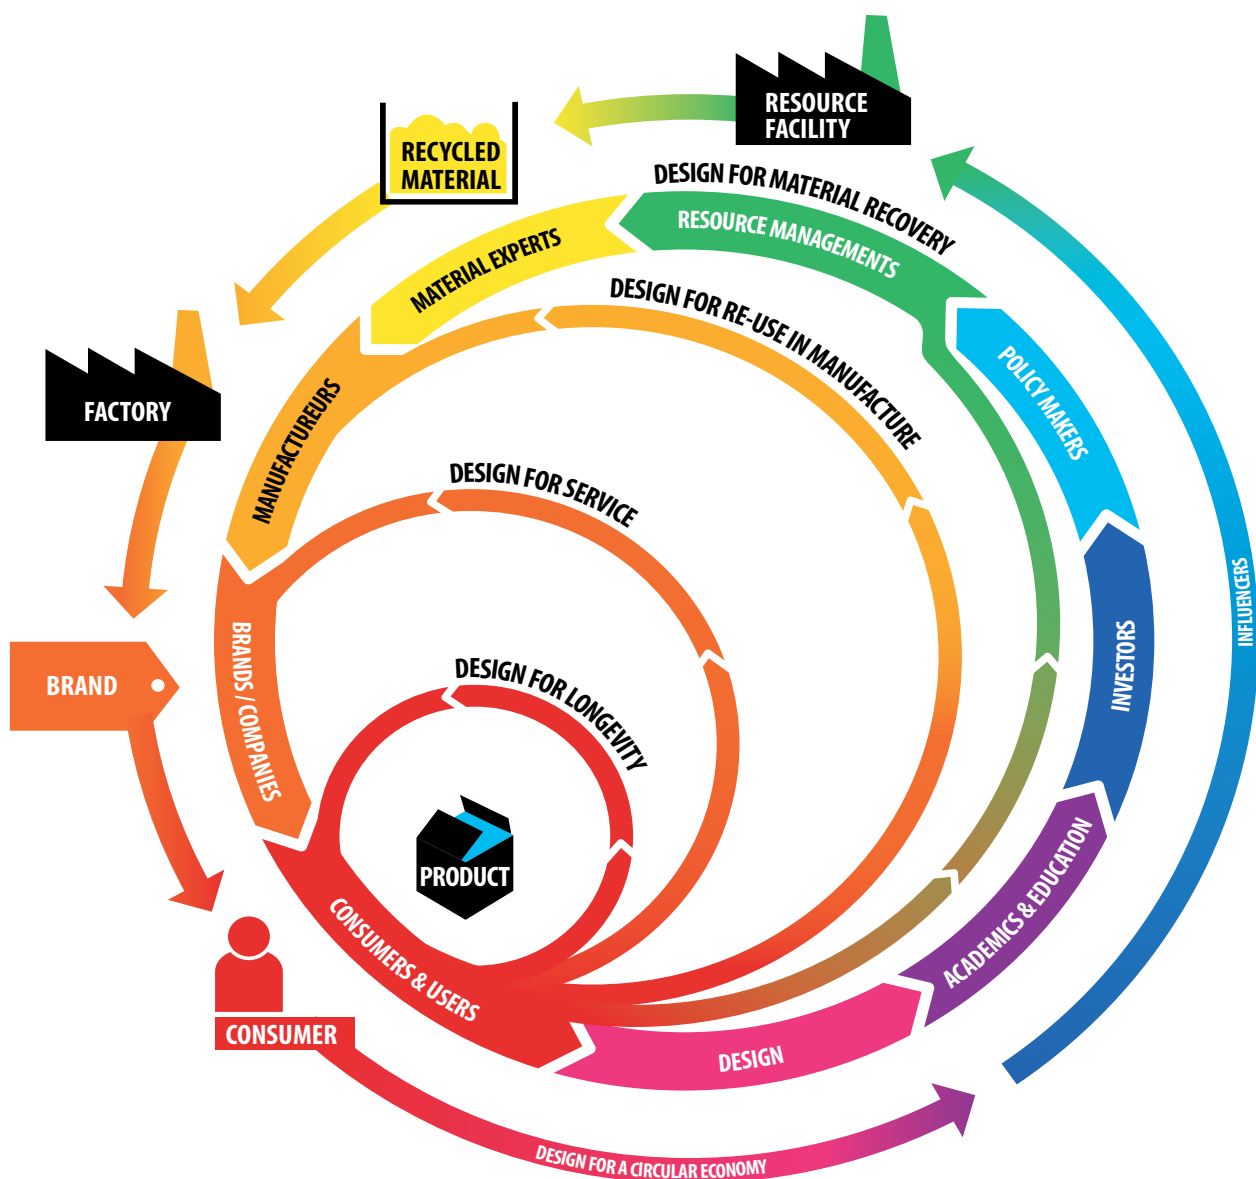 RESOURCE
FACILITY
RECYCLED
MATERIAL
DESIGN FOR MATERIAL RECOVERY
RESOURCE MANAGEMENTS
MATERIAL EXPERTS
DESIGN FOR RE-USE IN MANUFACTURE
POLICY MAKERS
FACTORY
MANUFACTUREURS
DESIGN FOR SERVICE
INFLUENCERS
BRAND
BRANDS / COMPANIES
DESIGN FOR LONGEVITY
INVESTORS
PRODUCT
CONSUMERS & USERS
ACADEMICS & EDUCATION
CONSUMER
DESIGN
DESIGN FOR A CIRCULAR ECONOMY